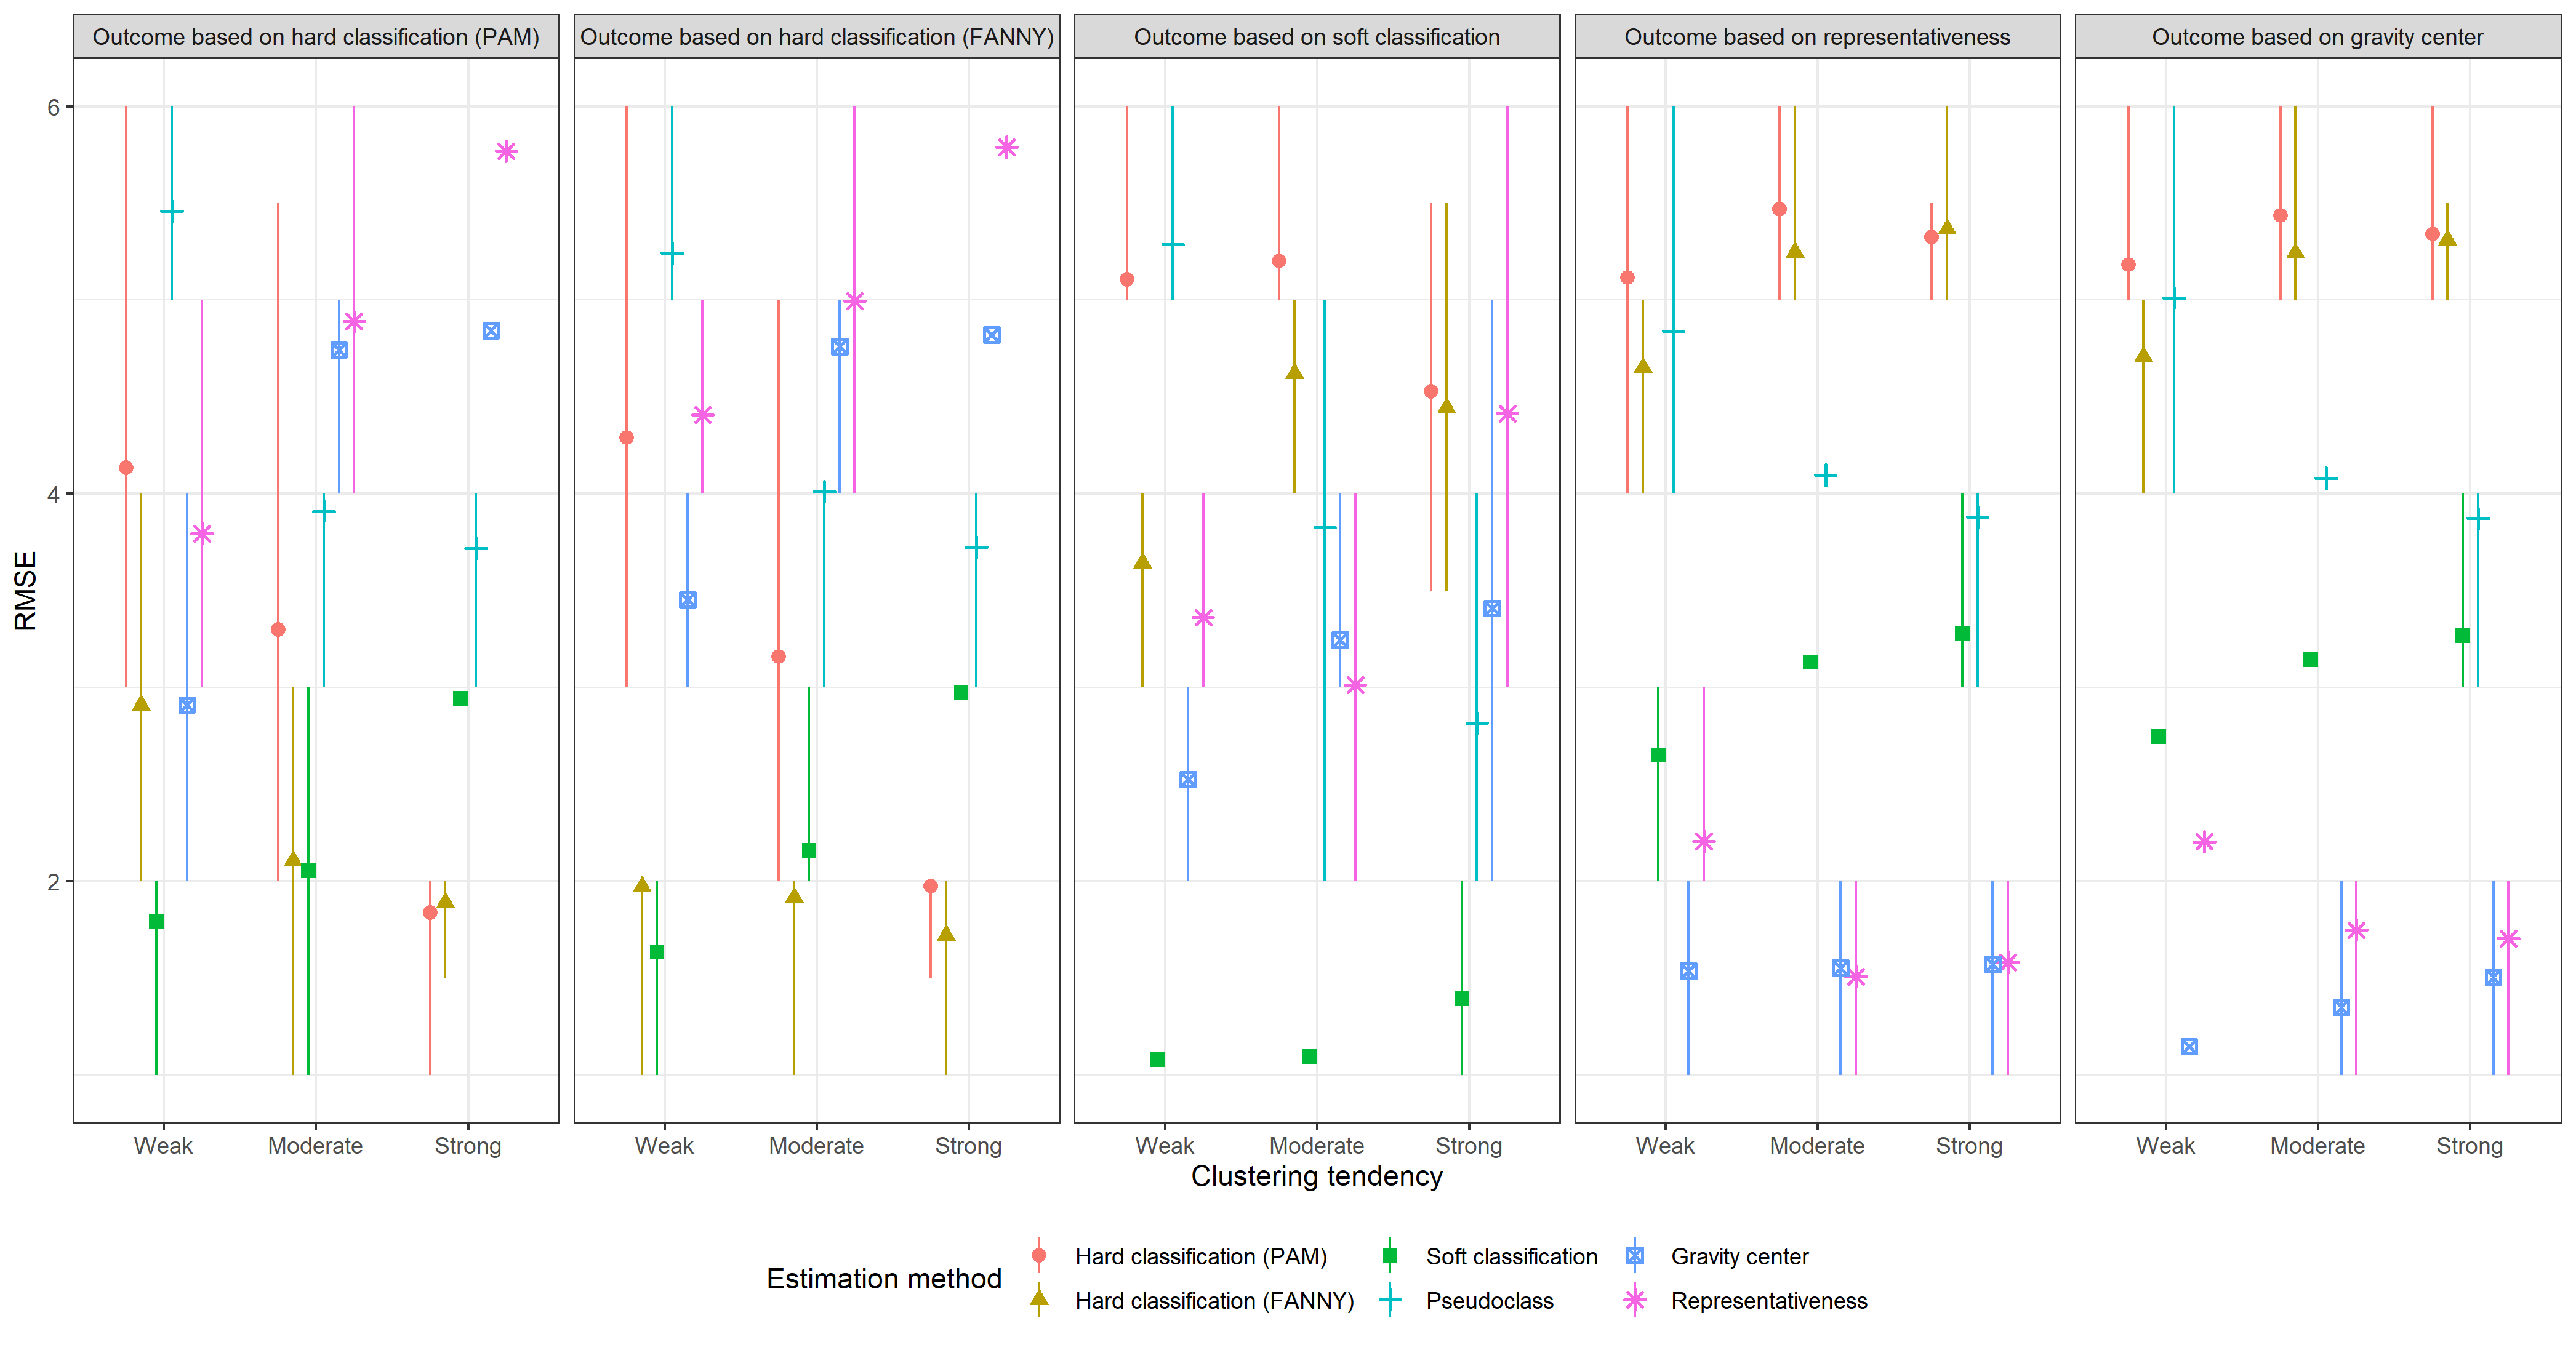 Outcome based on hard classification (PAM)
Outcome based on hard classification (FANNY)
Outcome based on soft classification
Outcome based on representativeness
Outcome based on gravity center
6
4
2
RMSE
Weak Moderate Strong
Weak Moderate Strong
Weak Moderate Strong
Weak Moderate Strong
Weak Moderate Strong
Clustering tendency
Estimation method
Hard classification (PAM)
Hard classification (FANNY)
Soft classification
Pseudoclass
Gravity center
Representativeness